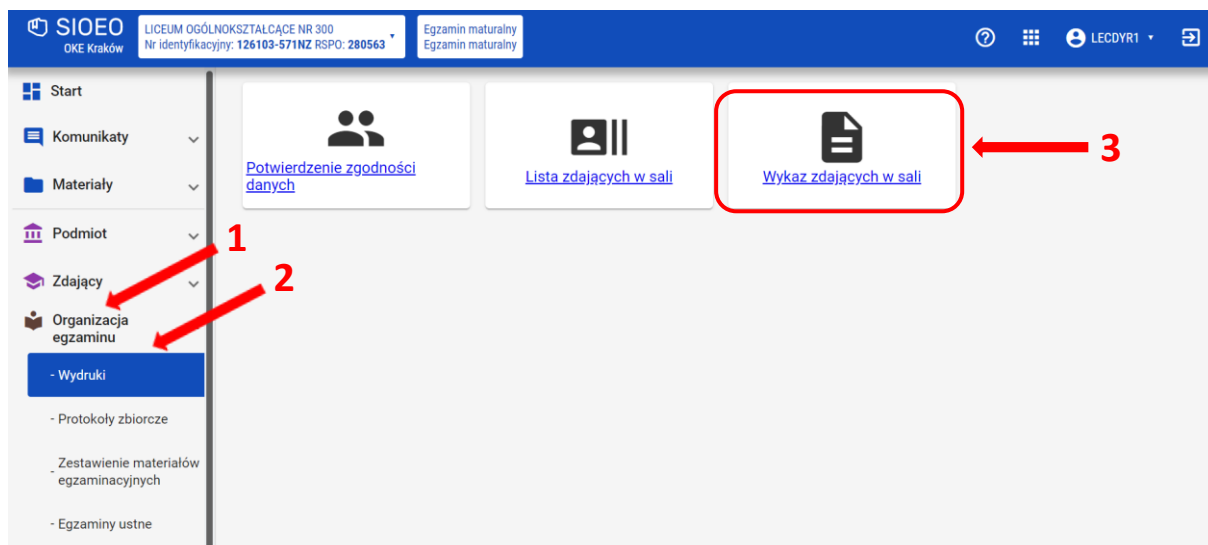 SIOEO
OKE Kraków
LICEUM OGÓLNOKSZTAŁCĄCE NR 300
Nr identyfikacyjny: 126103-571NZ RSPO: 280563
Egzamin maturalny
Egzamin maturalny
LECDYR1
Start
Komunikaty
Materiały
Podmiot
Zdający
Organizacja
egzaminu
- Wydruki
- Protokoły zbiorcze
- Zestawienie materiałów
egzaminacyjnych
- Egzaminy ustne
Potwierdzenie zgodności
danych
Lista zdających w sali
Wykaz zdających w sali
1
2
3